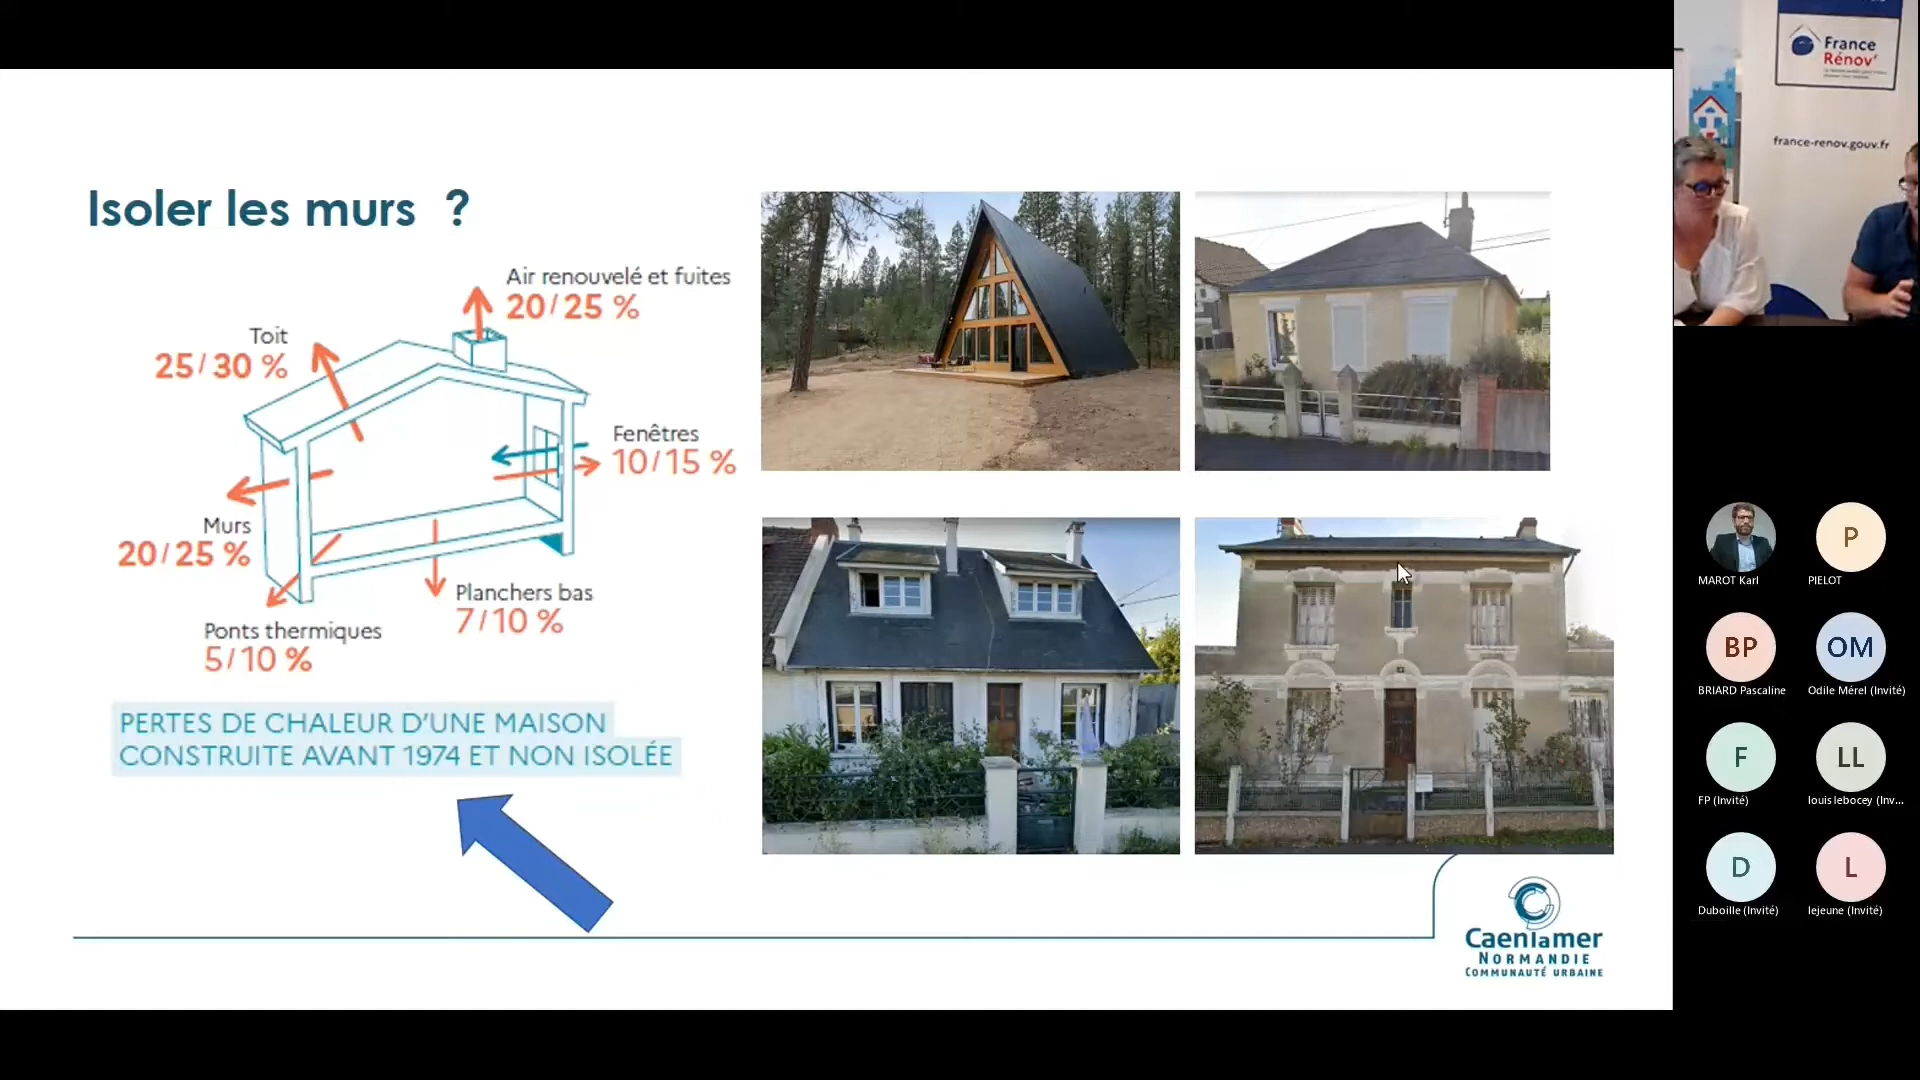 Isoler les murs ?
Air renouvelé et fuites
20/25 %
Toit
25/30 %
Fenêtres
10/15 %
Murs
20/25 %
Planchers bas
7/10 %
Ponts thermiques
5/10 %
PERTES DE CHALEUR D'UNE MAISON
CONSTRUITE AVANT 1974 ET NON ISOLÉE
Caenlamer
NORMANDIE
COMMUNAUTÉ URBAINE
France
Rénov'
france-renov.gouv.fr
MAROT Karl
P
PIELOT
BP
BRIARD Pascaline
OM
Odile Mérel (Invité)
F
FP (Invité)
LL
louis lebocey (Inv...
D
Duboille (Invité)
L
lejeune (Invité)